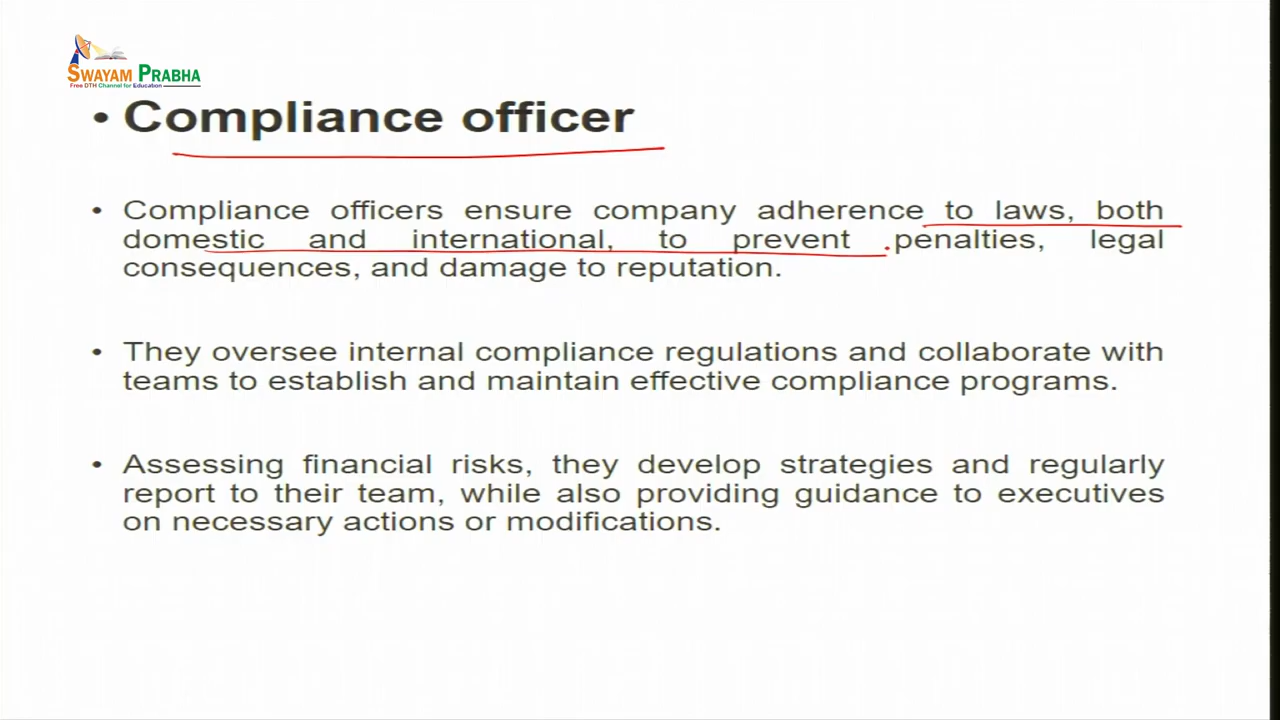 SWAYAM PRABHA
Free DTH Channel for Education
• Compliance officer
• Compliance officers ensure company adherence to laws, both
domestic and international, to prevent penalties, legal
consequences, and damage to reputation.
• They oversee internal compliance regulations and collaborate with
teams to establish and maintain effective compliance programs.
• Assessing financial risks, they develop strategies and regularly
report to their team, while also providing guidance to executives
on necessary actions or modifications.